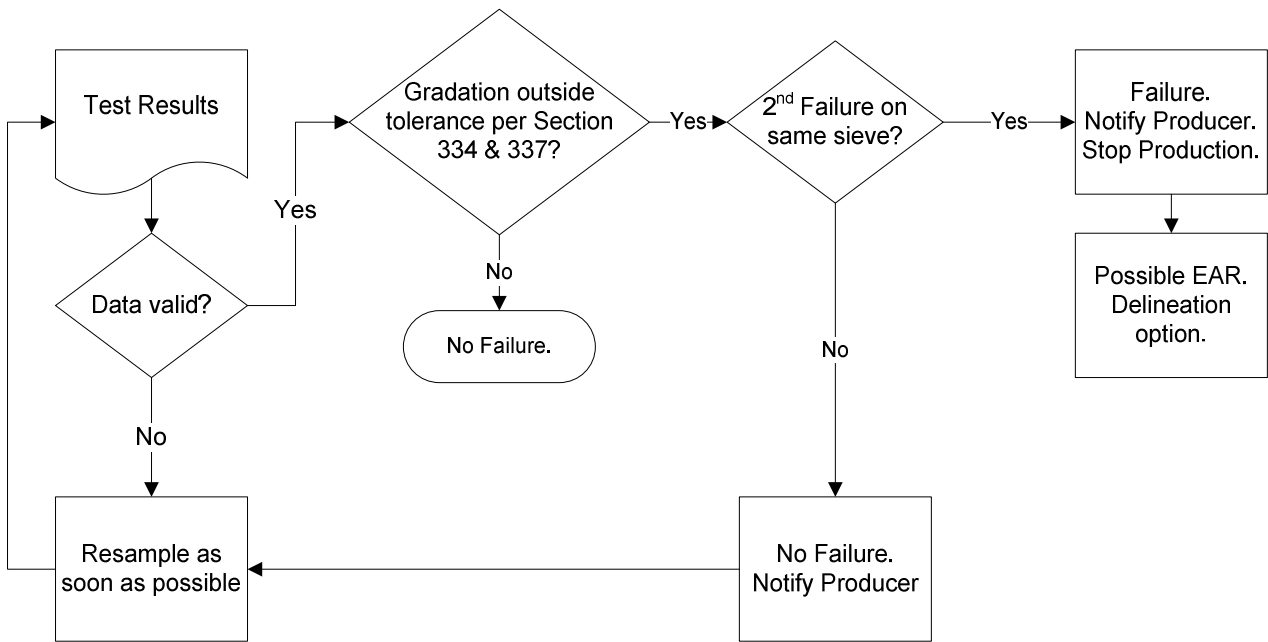 Test Results
Data valid?
Yes
No
Gradation outside
tolerance per Section
334 & 337?
Yes
No
No Failure.
2nd Failure on
same sieve?
Yes
No
Failure.
Notify Producer.
Stop Production.
Possible EAR.
Delineation
option.
No Failure.
Notify Producer
Resample as
soon as possible